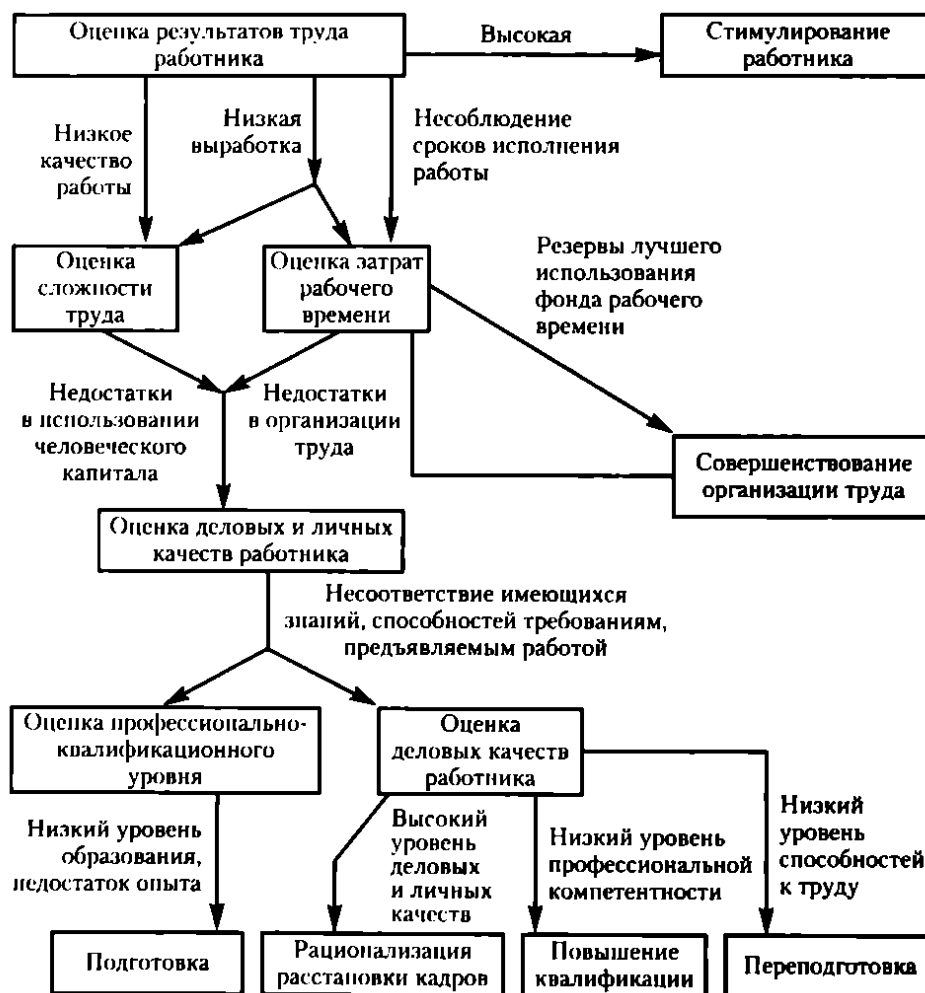 Оценка результатов труда
работника
Высокая
Стимулирование
работника
Низкое
качество
работы
Низкая
выработка
Несоблюдение
сроков исполнения
работы
Оценка
сложности
труда
Оценка затрат
рабочего
времени
Резервы лучшего
использования
фонда рабочего
времени
Недостатки
в использовании
человеческого
капитала
Недостатки
в организации
труда
Совершенствование
организации труда
Оценка деловых и личных
качеств работника
Несоответствие имеющихся
знаний, способностей требованиям,
предъявляемым работой
Оценка профессионально-
квалификационного
уровня
Оценка
деловых качеств
работника
Низкий уровень
образования,
недостаток опыта
Высокий
уровень
деловых
и личных
качеств
Низкий уровень
профессиональной
компетентности
Низкий
уровень
способностей
к труду
Подготовка
Рационализация
расстановки кадров
Повышение
квалификации
Переподготовка